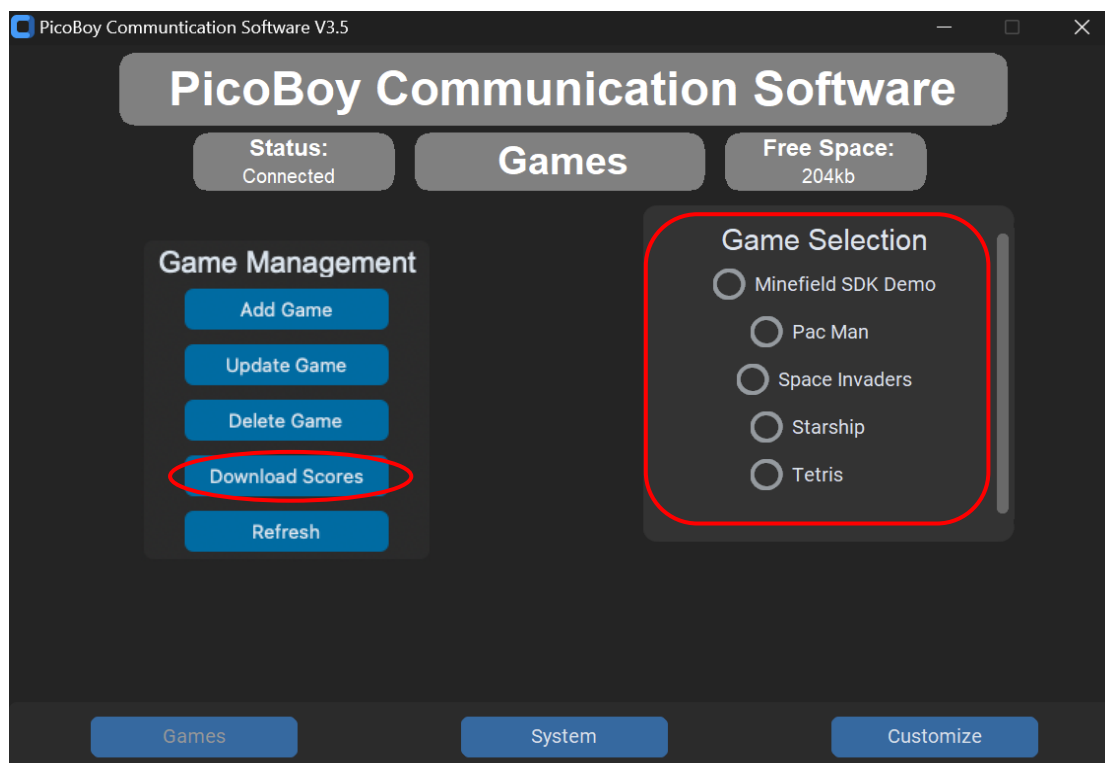 PicoBoy Communtication Software V3.5
PicoBoy Communication Software
Status:
Connected
Games
Free Space:
204kb
Game Management
Add Game
Update Game
Delete Game
Download Scores
Refresh
Game Selection
Minefield SDK Demo
Pac Man
Space Invaders
Starship
Tetris
Games
System
Customize